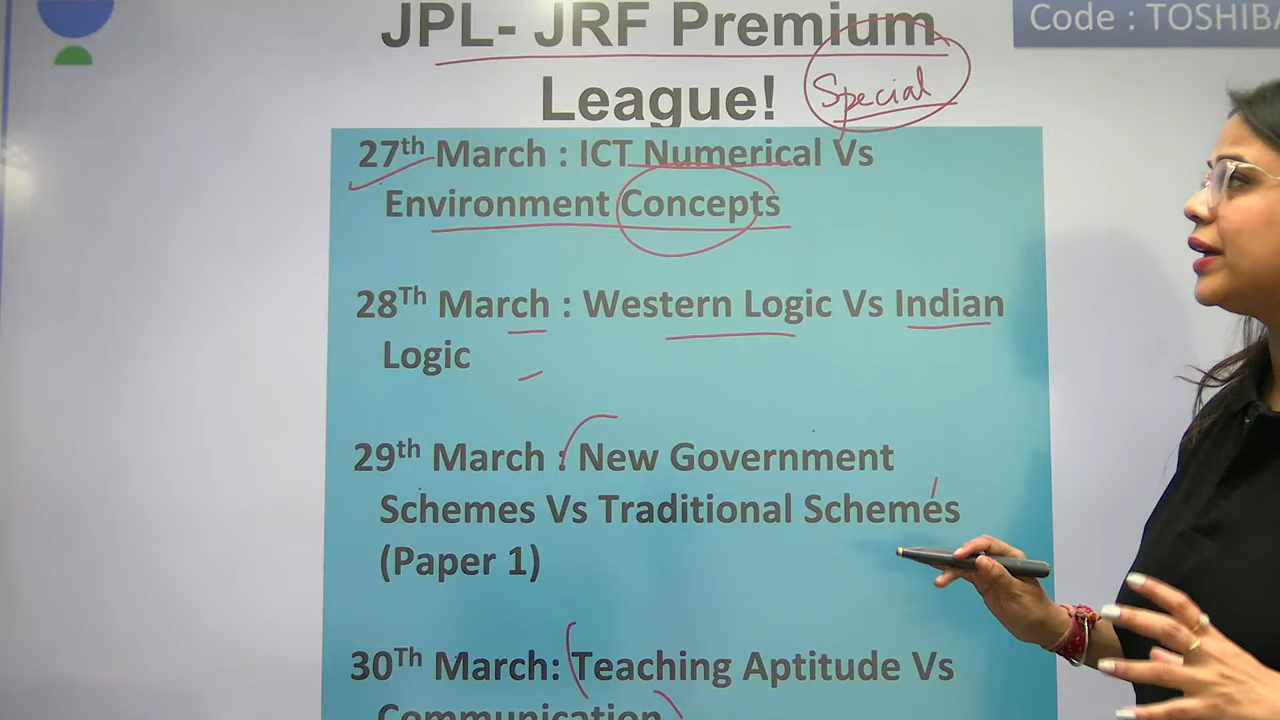 JPL- JRF Premium
Code : TOSHIBA
League!
Special
27th March : ICT Numerical Vs
Environment Concepts
28Th March : Western Logic Vs Indian
Logic
29th March : New Government
Schemes Vs Traditional Schemes
(Paper 1)
30Th March: Teaching Aptitude Vs
Communication